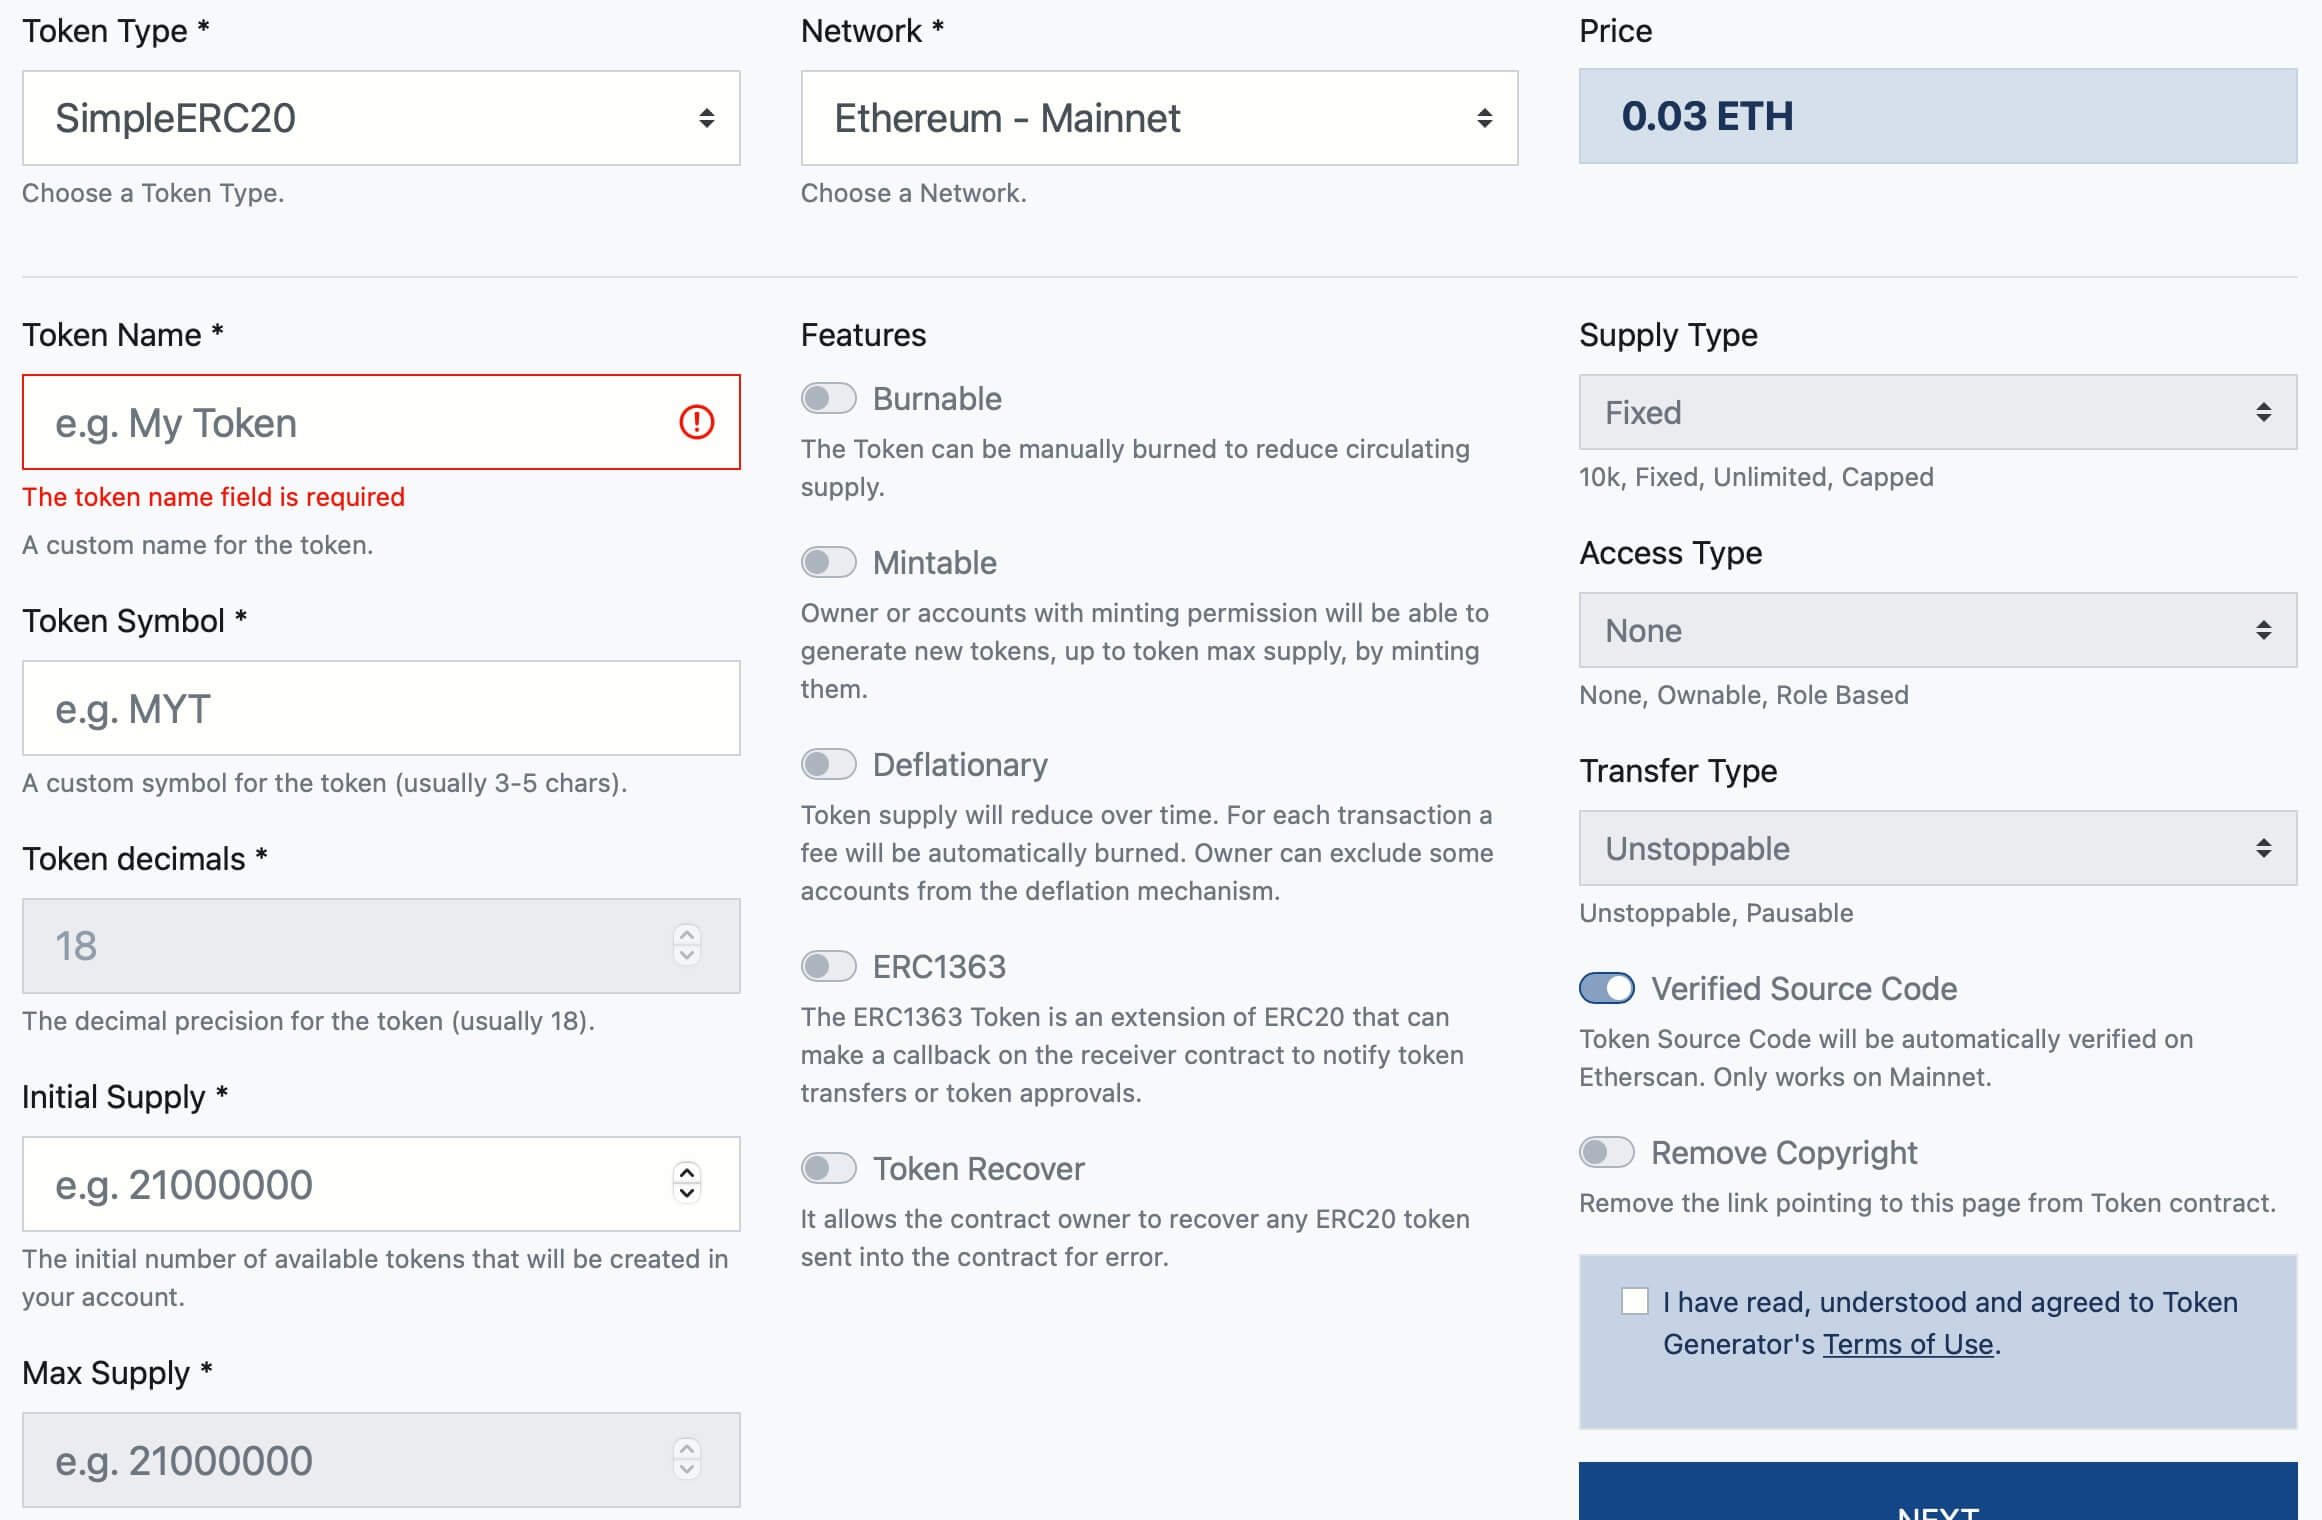 Token Type *
SimpleERC20
Choose a Token Type.
Network *
Ethereum - Mainnet
Choose a Network.
Price
0.03 ETH
Token Name *
e.g. My Token
The token name field is required
A custom name for the token.
Token Symbol *
e.g. MYT
A custom symbol for the token (usually 3-5 chars).
Token decimals *
18
The decimal precision for the token (usually 18).
Initial Supply *
e.g. 21000000
The initial number of available tokens that will be created in
your account.
Max Supply *
e.g. 21000000
Features
Burnable
The Token can be manually burned to reduce circulating
supply.
Mintable
Owner or accounts with minting permission will be able to
generate new tokens, up to token max supply, by minting
them.
Deflationary
Token supply will reduce over time. For each transaction a
fee will be automatically burned. Owner can exclude some
accounts from the deflation mechanism.
ERC1363
The ERC1363 Token is an extension of ERC20 that can
make a callback on the receiver contract to notify token
transfers or token approvals.
Token Recover
It allows the contract owner to recover any ERC20 token
sent into the contract for error.
Supply Type
Fixed
10k, Fixed, Unlimited, Capped
Access Type
None
None, Ownable, Role Based
Transfer Type
Unstoppable
Unstoppable, Pausable
Verified Source Code
Token Source Code will be automatically verified on
Etherscan. Only works on Mainnet.
Remove Copyright
Remove the link pointing to this page from Token contract.
I have read, understood and agreed to Token
Generator's Terms of Use.
NEXT